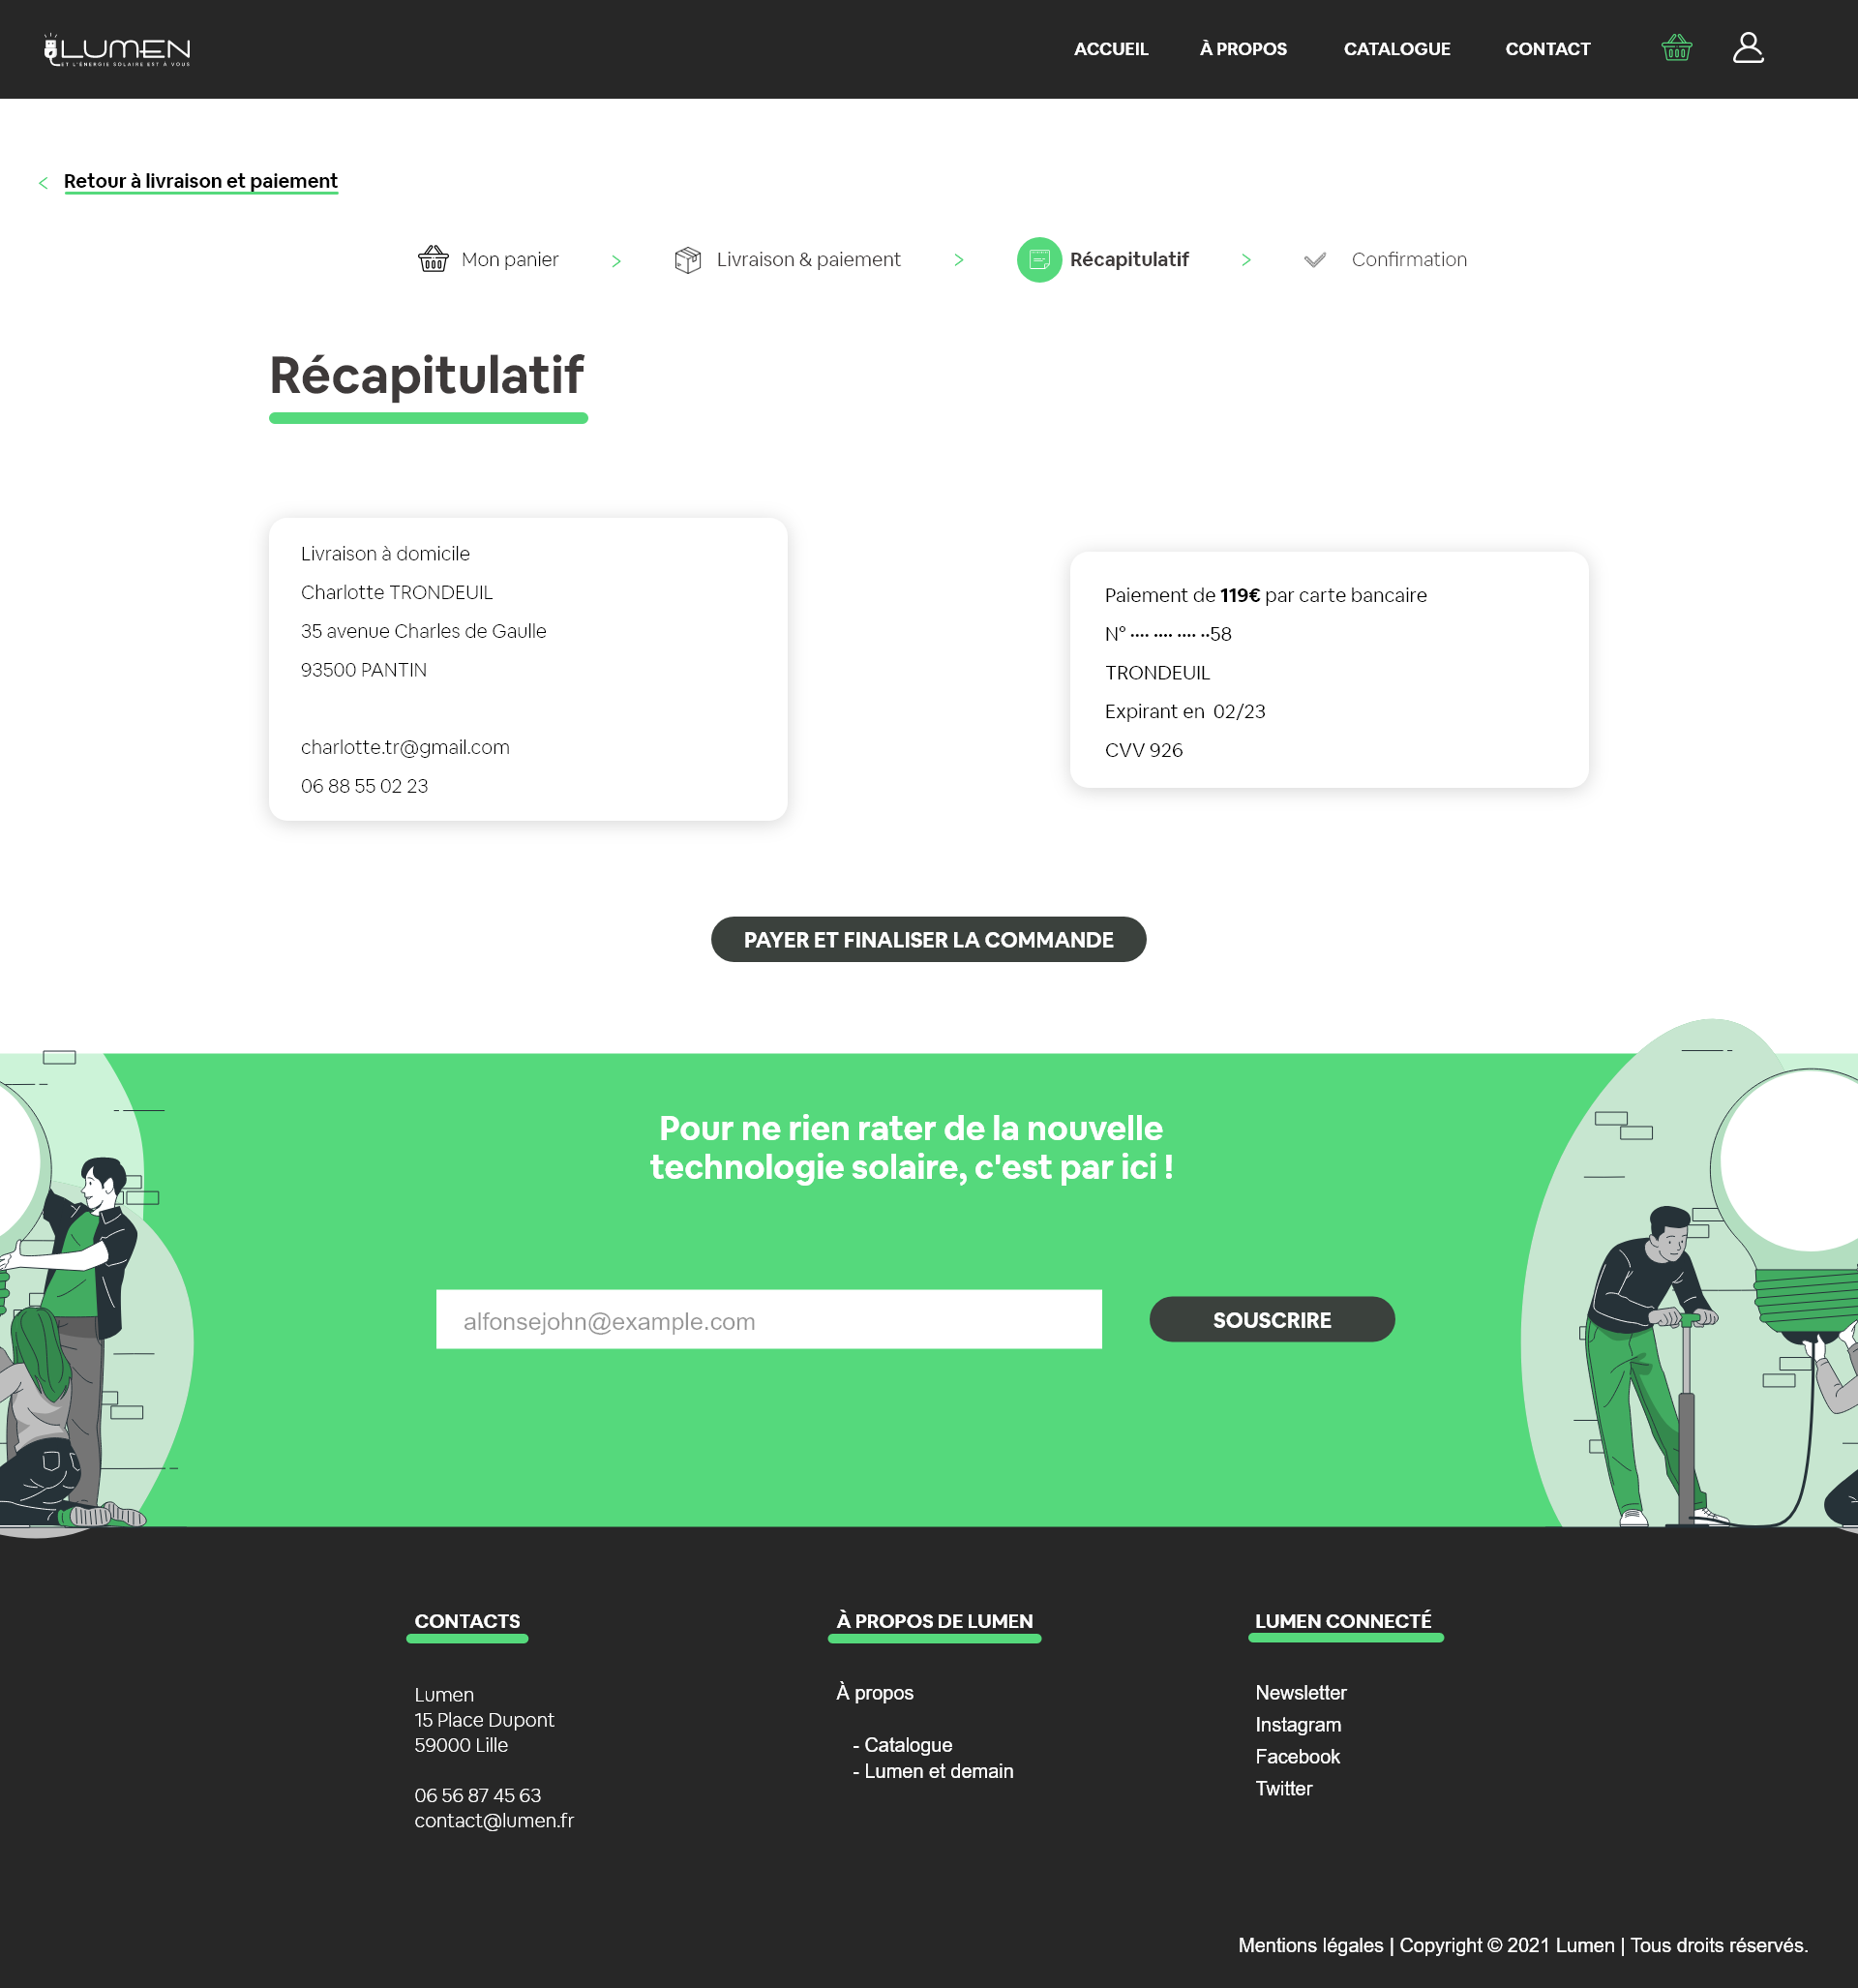 LUMEN
ET L'ENERGIE SOLAIRE EST A VOUS
ACCUEIL À PROPOS CATALOGUE CONTACT
< Retour à livraison et paiement
Mon panier > Livraison & paiement > Récapitulatif > Confirmation
Récapitulatif
Livraison à domicile
Charlotte TRONDEUIL
35 avenue Charles de Gaulle
93500 PANTIN
charlotte.tr@gmail.com
06 88 55 02 23
Paiement de 119€ par carte bancaire
N° ···· ···· ···· ··58
TRONDEUIL
Expirant en 02/23
CVV 926
PAYER ET FINALISER LA COMMANDE
Pour ne rien rater de la nouvelle
technologie solaire, c'est par ici !
alfonsejohn@example.com
SOUSCRIRE
CONTACTS
Lumen
15 Place Dupont
59000 Lille
06 56 87 45 63
contact@lumen.fr
À PROPOS DE LUMEN
À propos
- Catalogue
- Lumen et demain
LUMEN CONNECTÉ
Newsletter
Instagram
Facebook
Twitter
Mentions légales | Copyright © 2021 Lumen | Tous droits réservés.